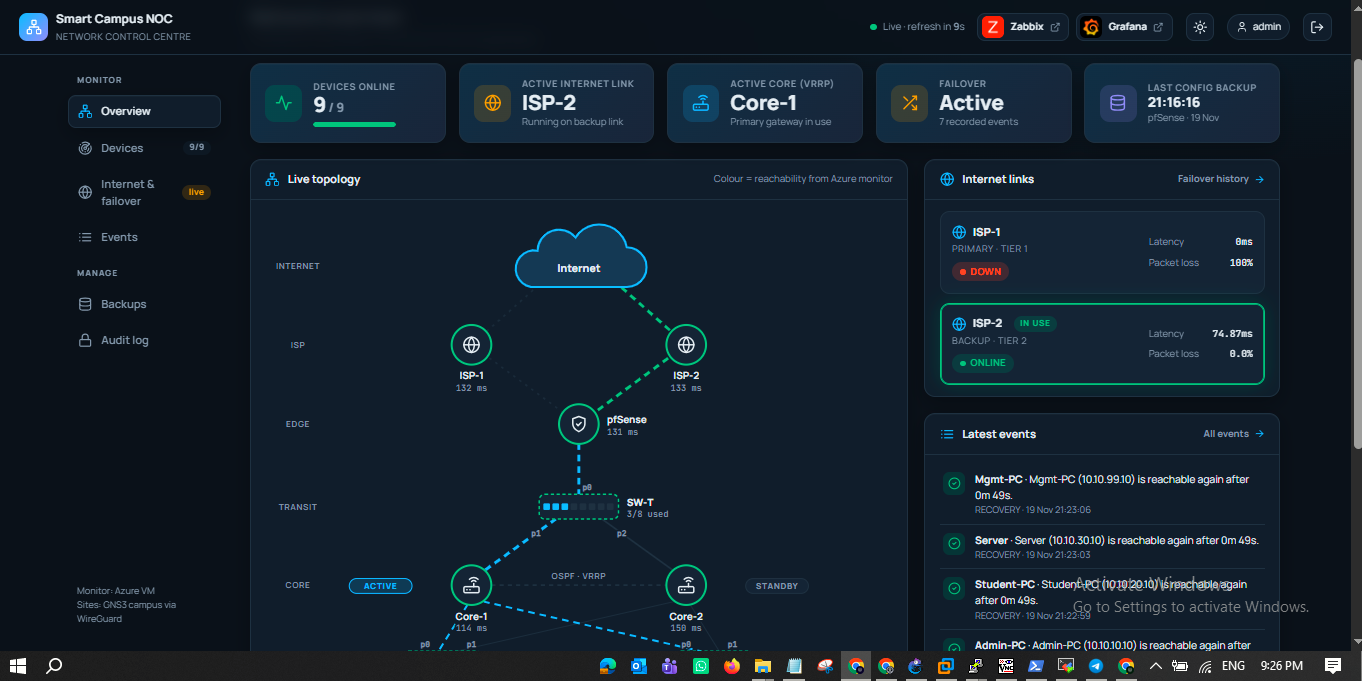 Smart Campus NOC
NETWORK CONTROL CENTRE
Live · refresh in 9s
Zabbix
Grafana
admin
MONITOR
Overview
Devices
9/9
Internet &
failover
live
Events
MANAGE
Backups
Audit log
Monitor: Azure VM
Sites: GNS3 campus via
WireGuard
DEVICES ONLINE
9 / 9
ACTIVE INTERNET LINK
ISP-2
Running on backup link
ACTIVE CORE (VRRP)
Core-1
Primary gateway in use
FAILOVER
Active
7 recorded events
LAST CONFIG BACKUP
21:16:16
pfSense · 19 Nov
Live topology
Colour = reachability from Azure monitor
INTERNET
Internet
ISP
ISP-1
132 ms
ISP-2
133 ms
EDGE
pfSense
131 ms
p0
TRANSIT
SW-T
3/8 used
p1
p2
CORE
ACTIVE
OSPF · VRRP
STANDBY
Core-1
114 ms
Core-2
150 ms
p0
p1
p0
p1
Internet links
Failover history
ISP-1
PRIMARY · TIER 1
DOWN
Latency
0ms
Packet loss
100%
ISP-2
IN USE
BACKUP · TIER 2
ONLINE
Latency
74.87ms
Packet loss
0.0%
Latest events
All events
Mgmt-PC · Mgmt-PC (10.10.99.10) is reachable again after
0m 49s.
RECOVERY · 19 Nov 21:23:06
Server · Server (10.10.30.10) is reachable again after 0m 49s.
RECOVERY · 19 Nov 21:23:03
Student-PC · Student-PC (10.10.20.10) is reachable again
after 0m 49s.
RECOVERY · 19 Nov 21:22:59
Admin-PC · Admin-PC (10.10.10.10) is reachable again after
Activate Windows
Go to Settings to activate Windows.
ENG
9:26 PM